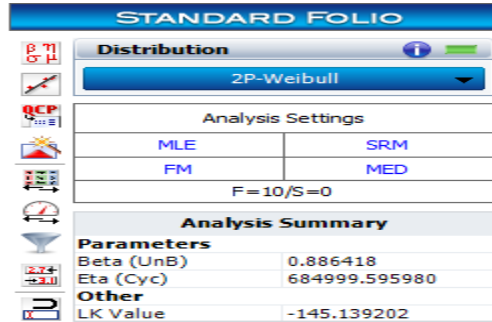 STANDARD FOLIO
β η
σ μ
Distribution
2P-Weibull
QCP
Analysis Settings
MLE SRM
FM MED
F=10/S=0
Analysis Summary
Parameters
Beta (UnB) 0.886418
Eta (Cyc) 684999.595980
Other
LK Value -145.139202